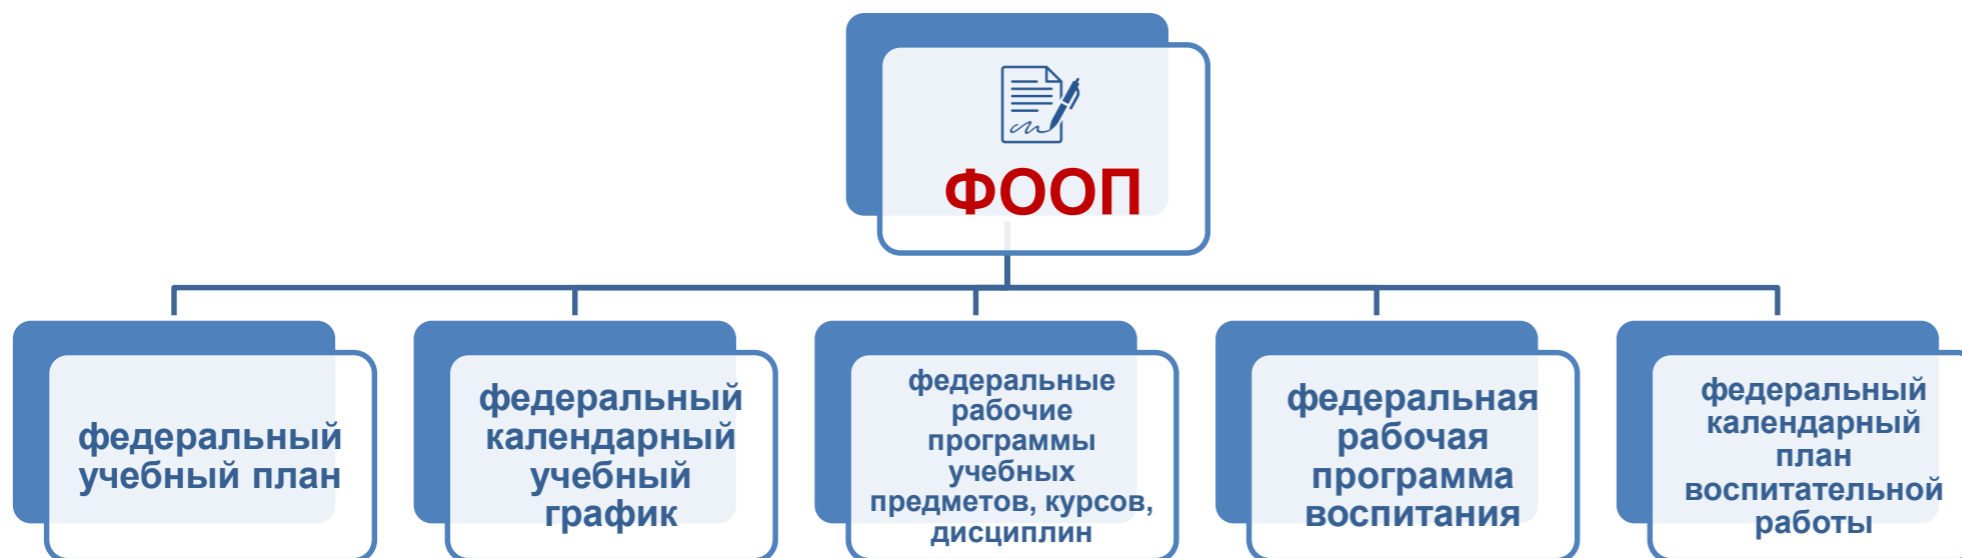 ФООП
федеральный
учебный план
федеральный
календарный
учебный
график
федеральные
рабочие
программы
учебных
предметов, курсов,
дисциплин
федеральная
рабочая
программа
воспитания
федеральный
календарный
план
воспитательной
работы